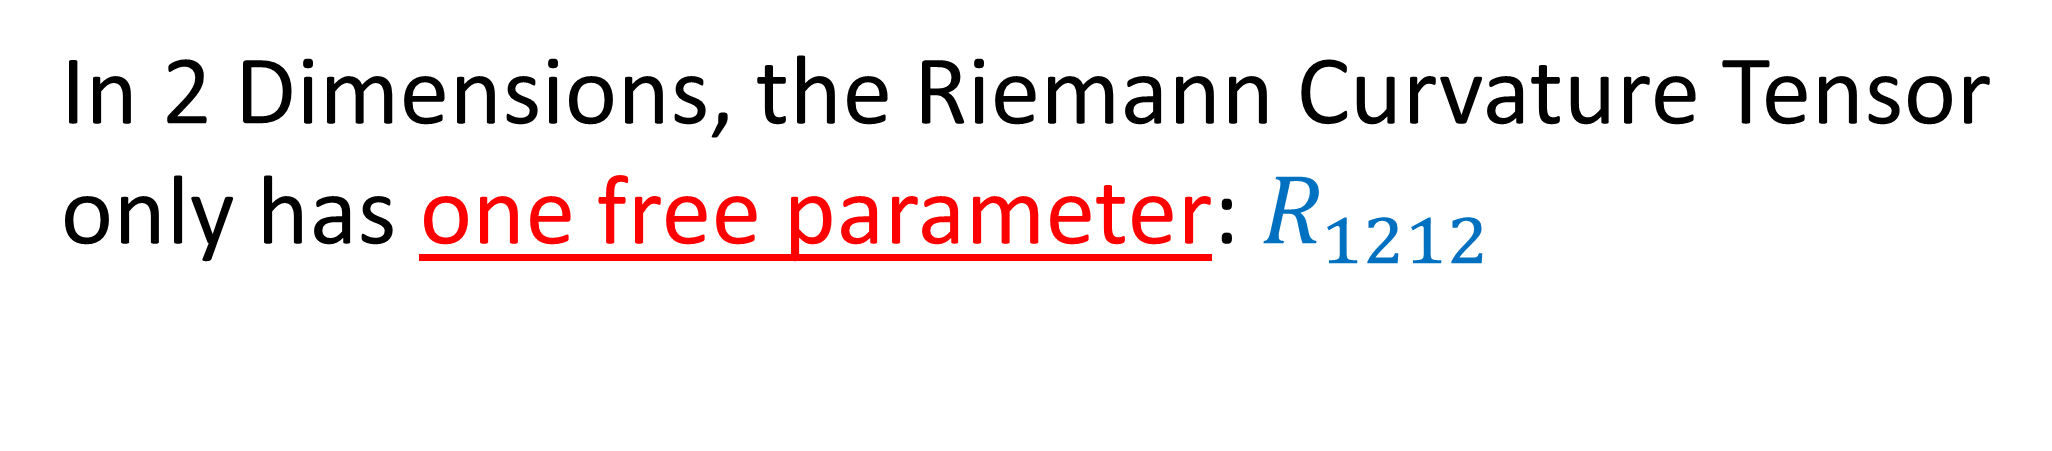 In 2 Dimensions, the Riemann Curvature Tensor
only has one free parameter: R₁₂₁₂